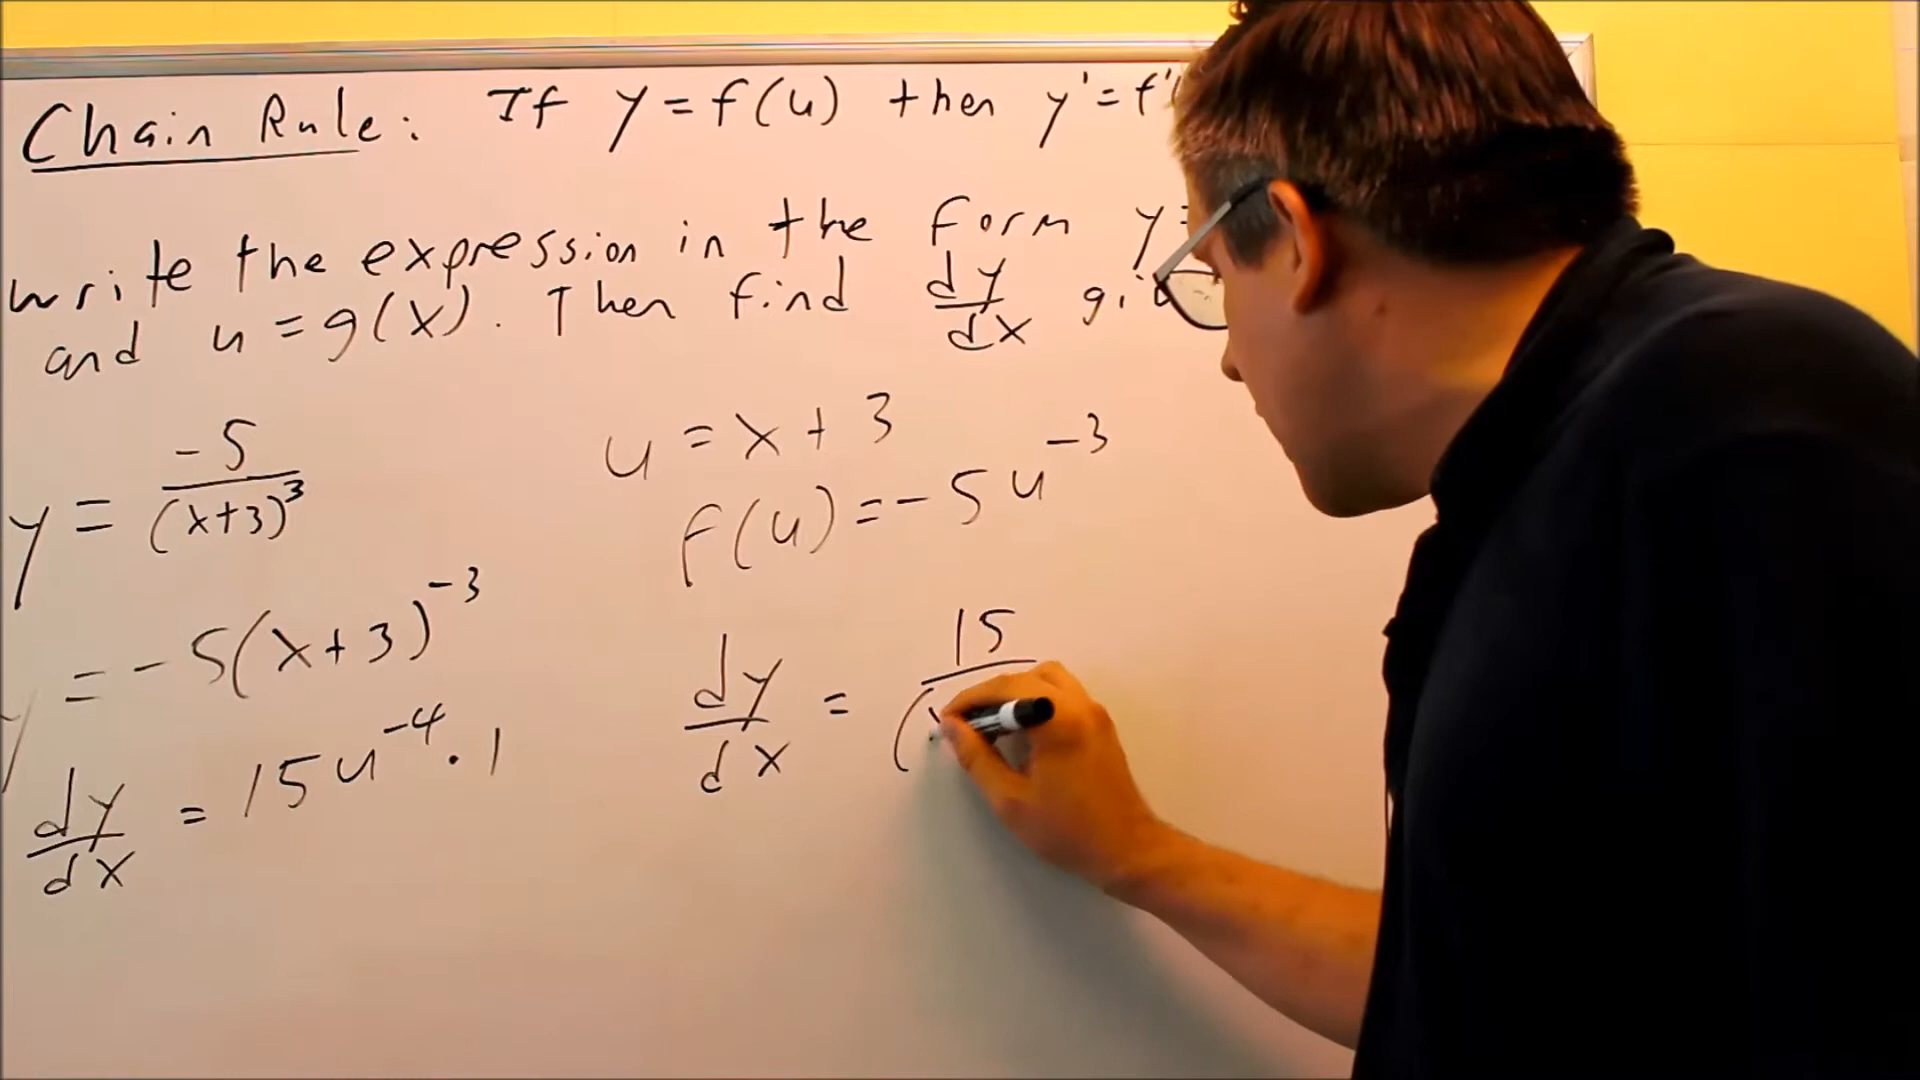 Chain Rule: If y = f(u) then y' = f'(
write the expression in the form y =
and u = g(x). Then find dy/dx
y = -5/(x+3)³
u = x + 3
f(u) = -5u⁻³
y = -5(x+3)⁻³
dy/dx = 15u⁻⁴ · 1
dy/dx = 15/(